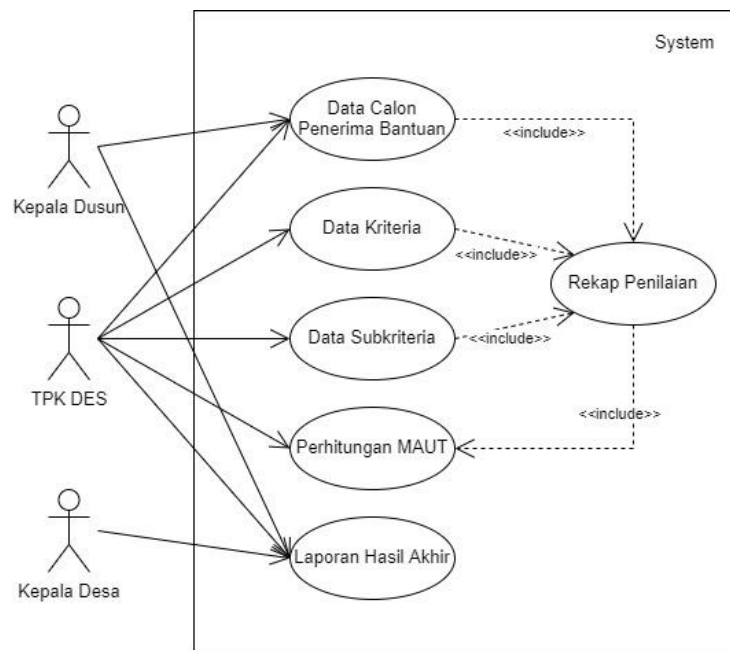 System
Data Calon
Penerima Bantuan
<<include>>
Kepala Dusun
Data Kriteria
<<include>>
Rekap Penilaian
Data Subkriteria
<<include>>
TPK DES
<<include>>
Perhitungan MAUT
Laporan Hasil Akhir
Kepala Desa